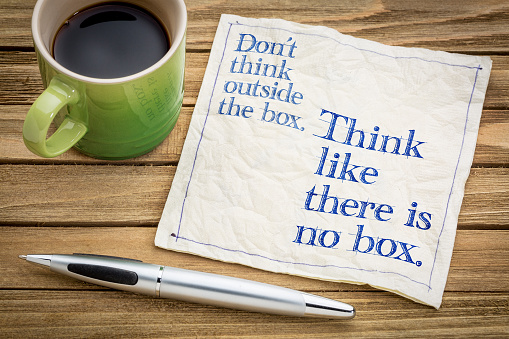 Don't
think
outside
the box.
Think
like
there is
no box.